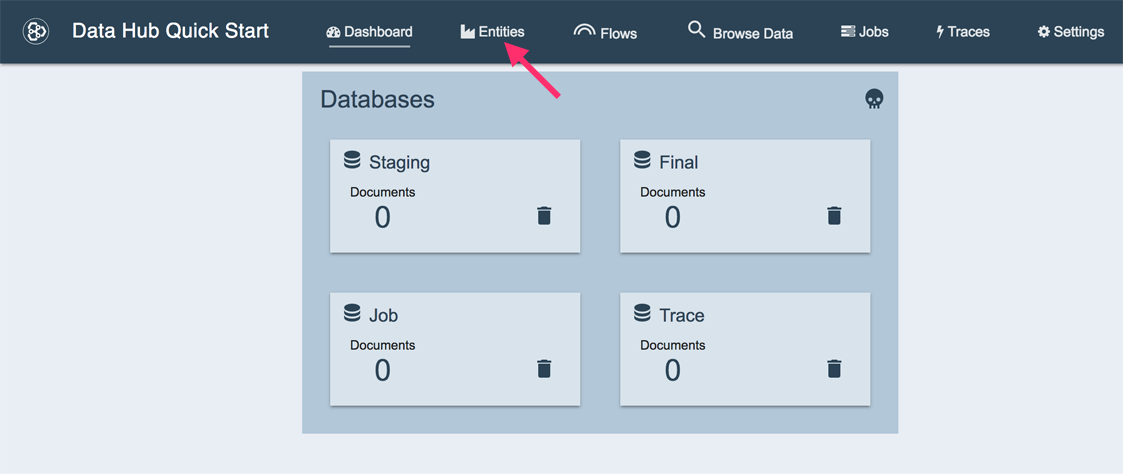 Data Hub Quick Start Dashboard Entities Flows Browse Data Jobs Traces Settings
Databases
Staging
Documents
0
Final
Documents
0
Job
Documents
0
Trace
Documents
0